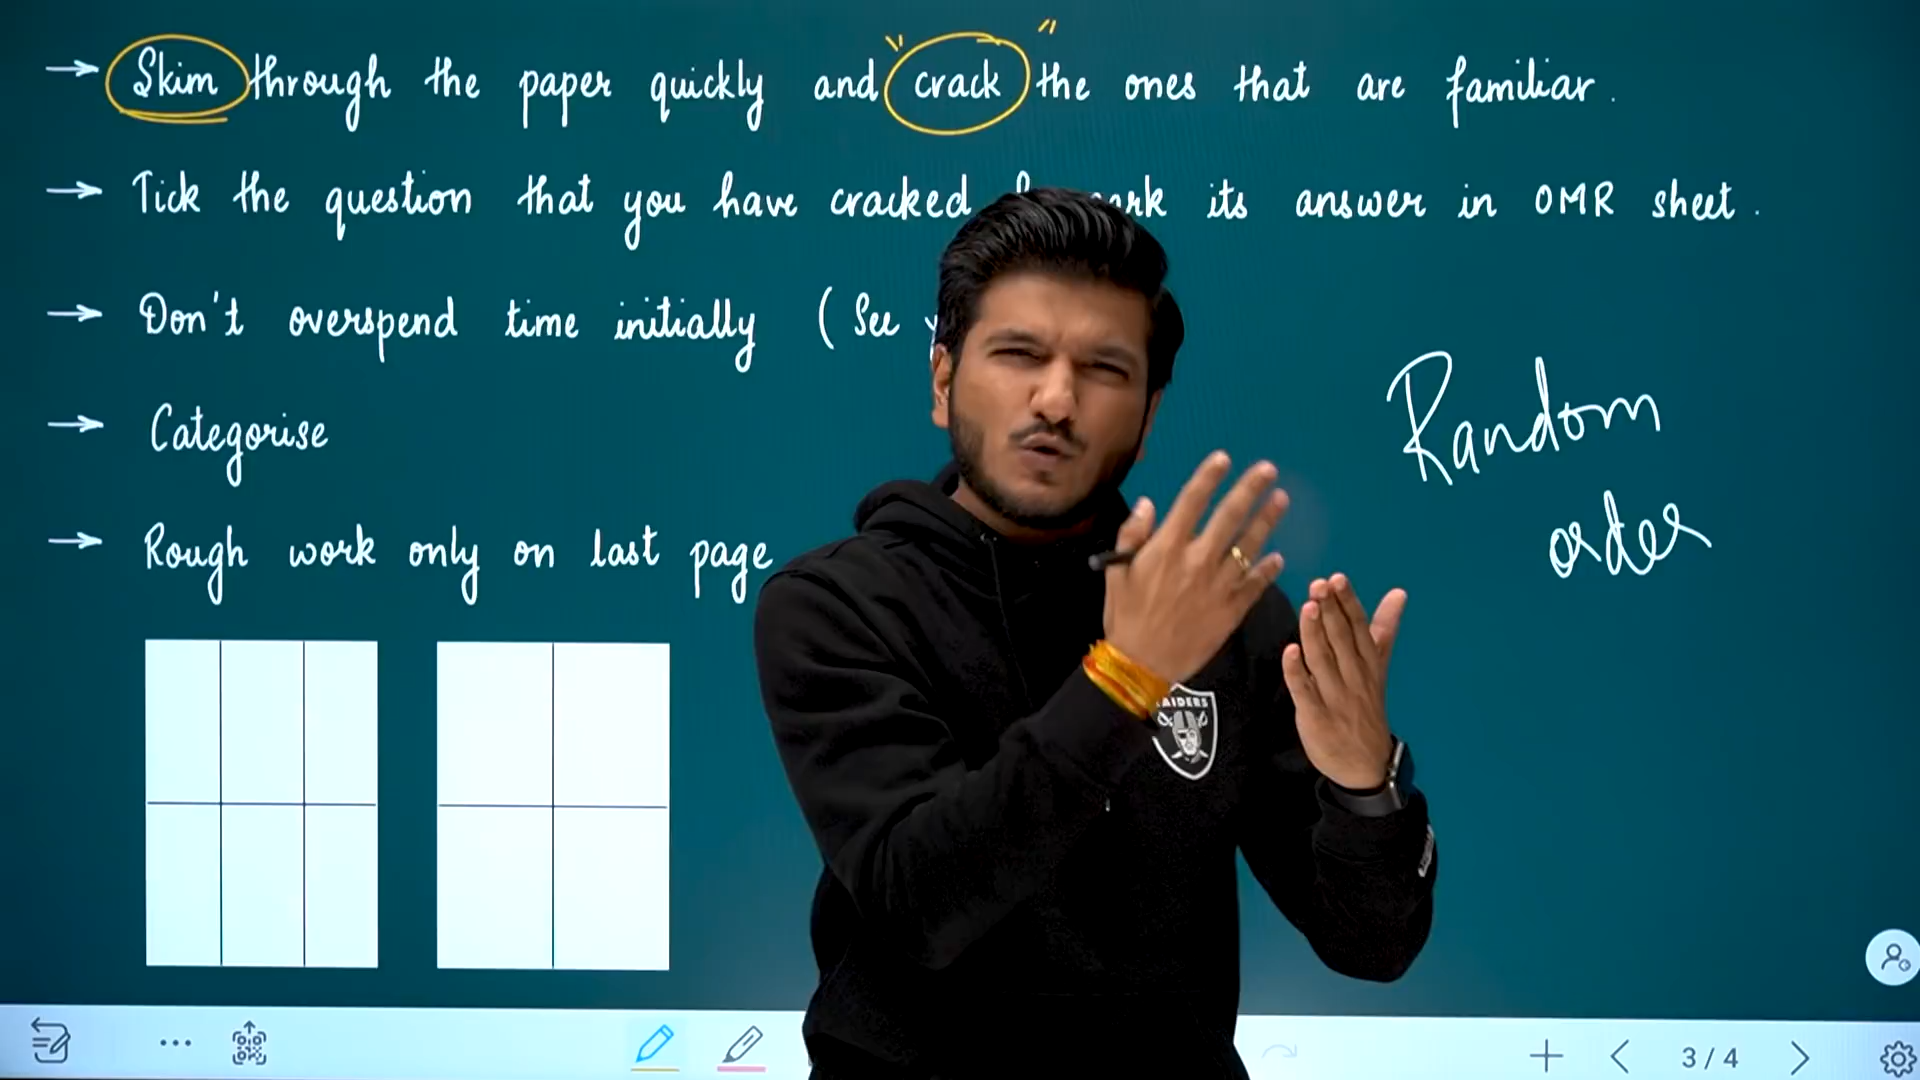 → Skim through the paper quickly and "crack" the ones that are familiar.
→ Tick the question that you have cracked its answer in OMR sheet.
→ Don't overspend time initially (See
→ Categorise
Random
order
→ Rough work only on last page
RAIDERS
3/4